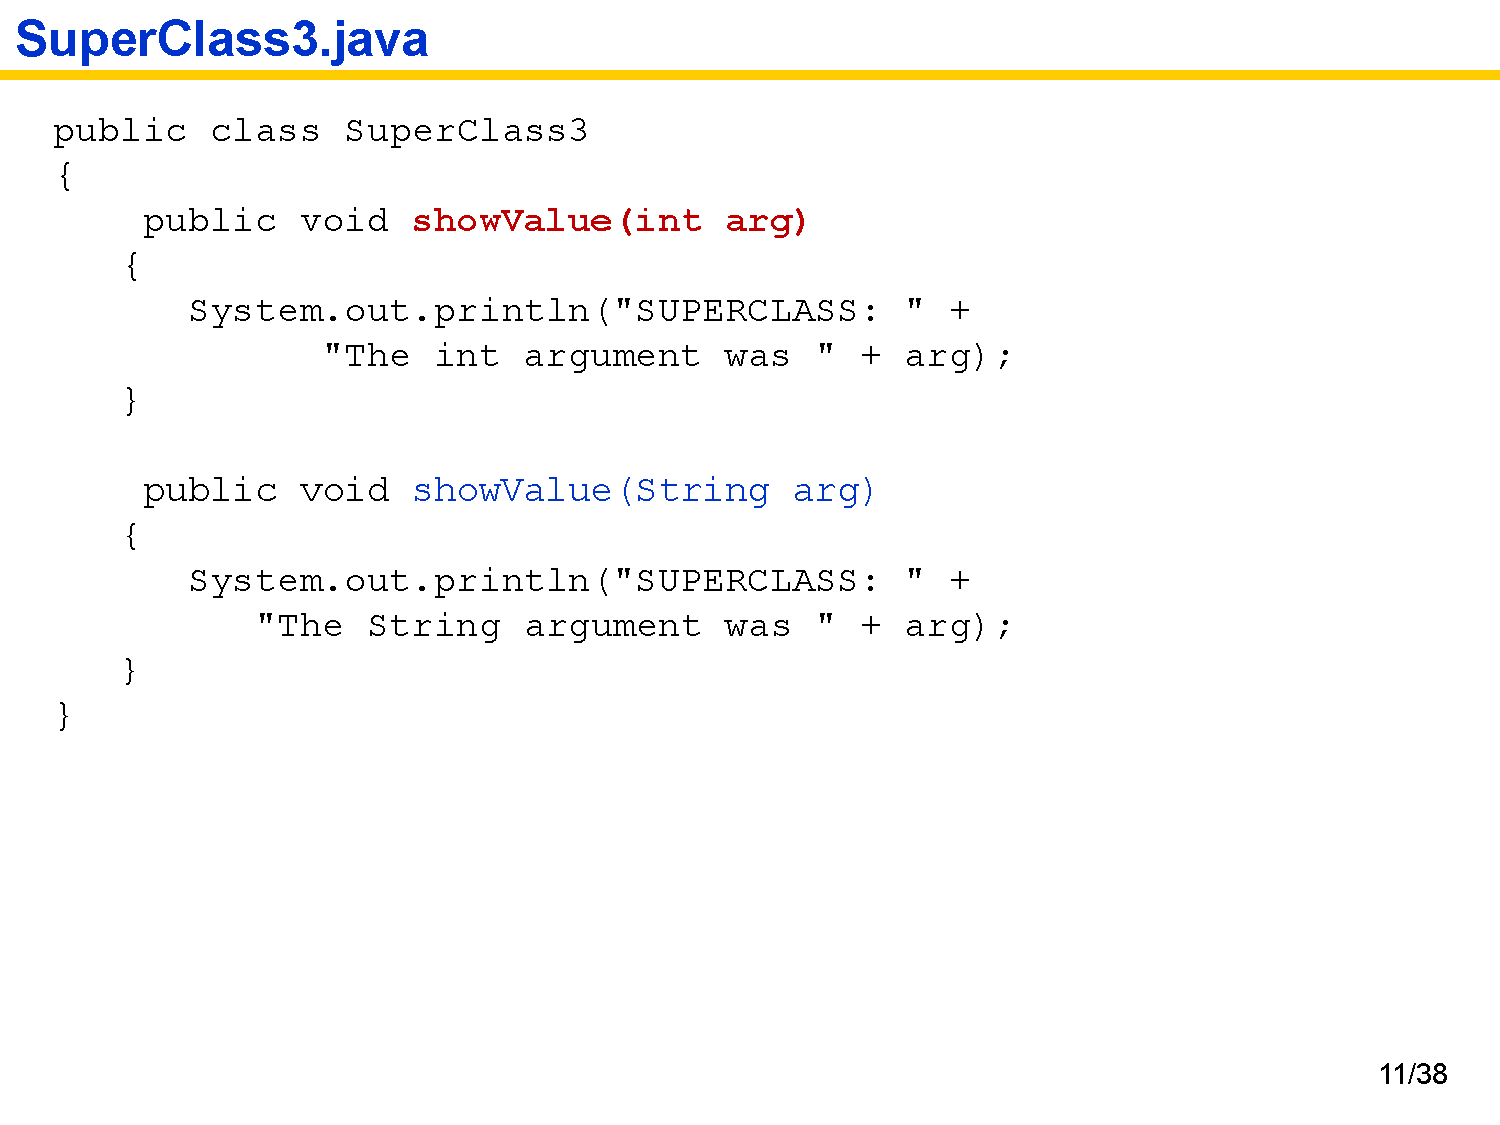 SuperClass3.java
public class SuperClass3
{
public void showValue(int arg)
{
System.out.println("SUPERCLASS: " +
"The int argument was " + arg);
}
public void showValue(String arg)
{
System.out.println("SUPERCLASS: " +
"The String argument was " + arg);
}
}
11/38